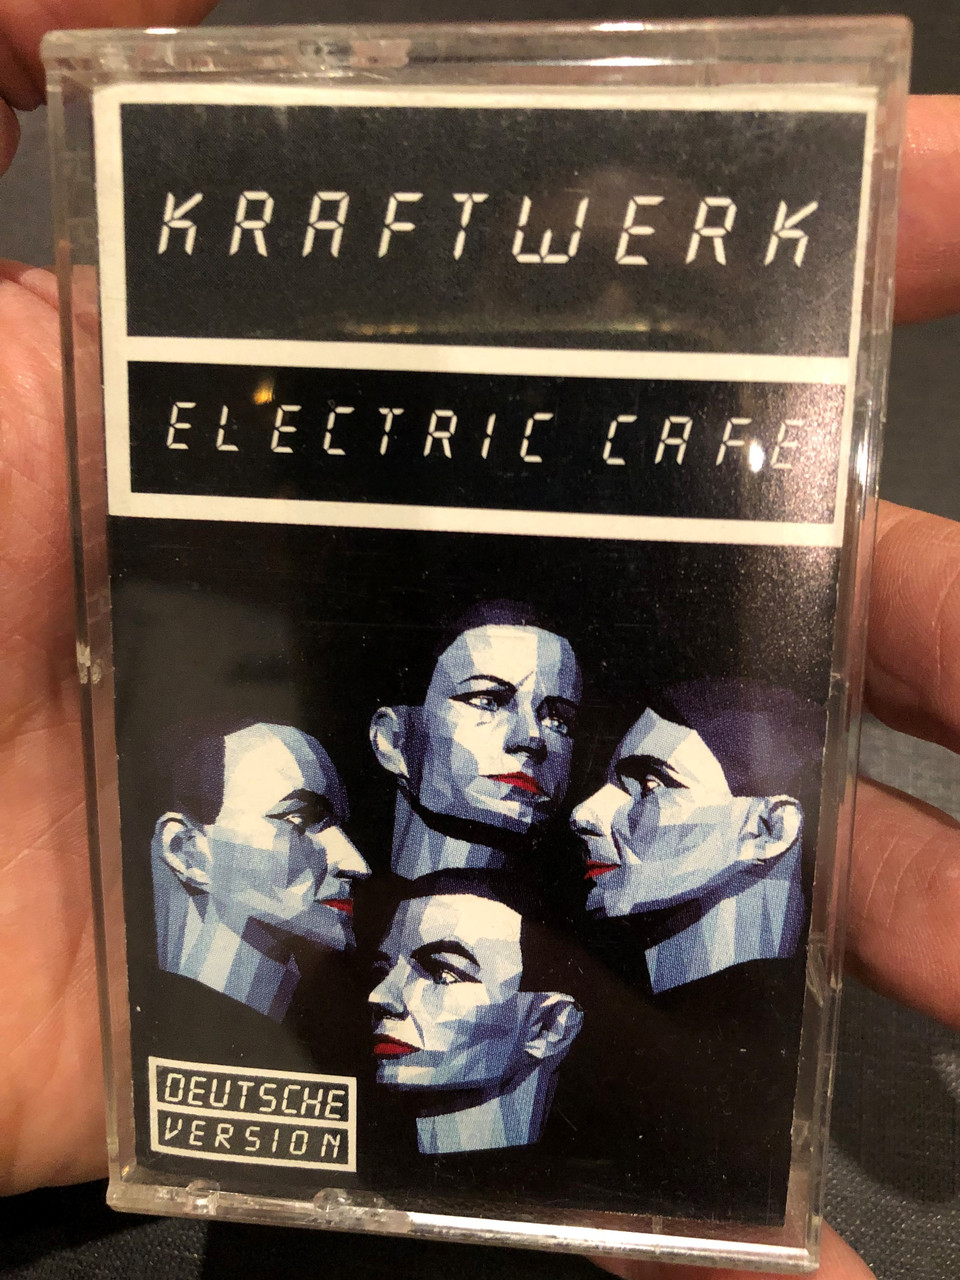 KRAFTWERK
ELECTRIC CAFE
DEUTSCHE
VERSION